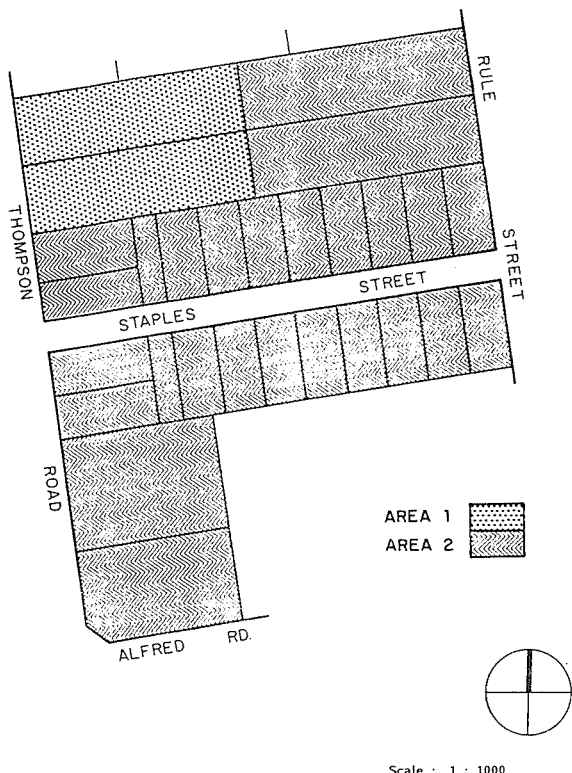 RULE
THOMPSON
STREET
STREET
STAPLES
ROAD
AREA 1
AREA 2
ALFRED RD.
Scale : 1 : 1000